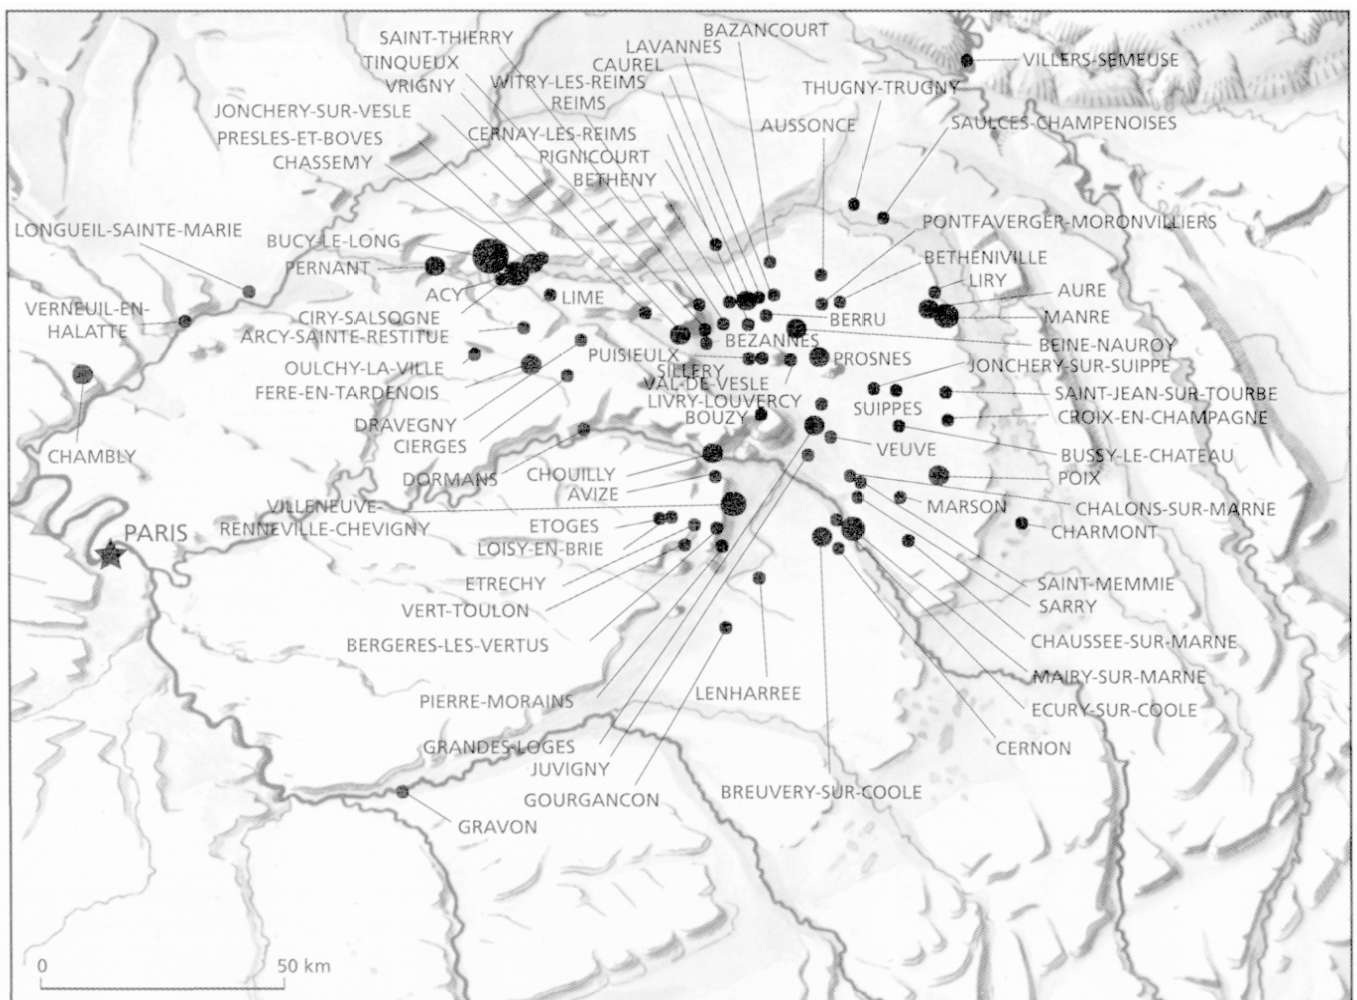 BAZANCOURT
SAINT-THIERRY
LAVANNES
TINQUEUX
CAUREL
VILLERS-SEMEUSE
VRIGNY
WITRY-LES-REIMS
THUGNY-TRUGNY
REIMS
JONCHERY-SUR-VESLE
SAULCES-CHAMPENOISES
AUSSONCE
CERNAY-LES-REIMS
PRESLES-ET-BOVES
PIGNICOURT
CHASSEMY
BETHENY
PONTFAVERGER-MORONVILLIERS
LONGUEIL-SAINTE-MARIE
BUCY-LE-LONG
BETHENIVILLE
PERNANT
LIRY
ACY
LIME
AURE
VERNEUIL-EN-
HALATTE
CIRY-SALSOGNE
BERRU
MANRE
ARCY-SAINTE-RESTITUE
BEZANNES
BEINE-NAUROY
PUISIEULX
PROSNES
OULCHY-LA-VILLE
SILLERY
JONCHERY-SUR-SUIPPE
VAL-DE-VESLE
FERE-EN-TARDENOIS
LIVRY-LOUVERCY
SAINT-JEAN-SUR-TOURBE
SUIPPES
BOUZY
CROIX-EN-CHAMPAGNE
DRAVEGNY
CIERGES
VEUVE
CHAMBLY
BUSSY-LE-CHATEAU
DORMANS
CHOUILLY
POIX
AVIZE
VILLENEUVE-
RENNEVILLE-CHEVIGNY
MARSON
CHALONS-SUR-MARNE
PARIS
ETOGES
CHARMONT
LOISY-EN-BRIE
ETRECHY
SAINT-MEMMIE
VERT-TOULON
SARRY
BERGERES-LES-VERTUS
CHAUSSEE-SUR-MARNE
MAIRY-SUR-MARNE
LENHARREE
PIERRE-MORAINS
ECURY-SUR-COOLE
GRANDES-LOGES
CERNON
JUVIGNY
BREUVERY-SUR-COOLE
GOURGANCON
GRAVON
0 50 km